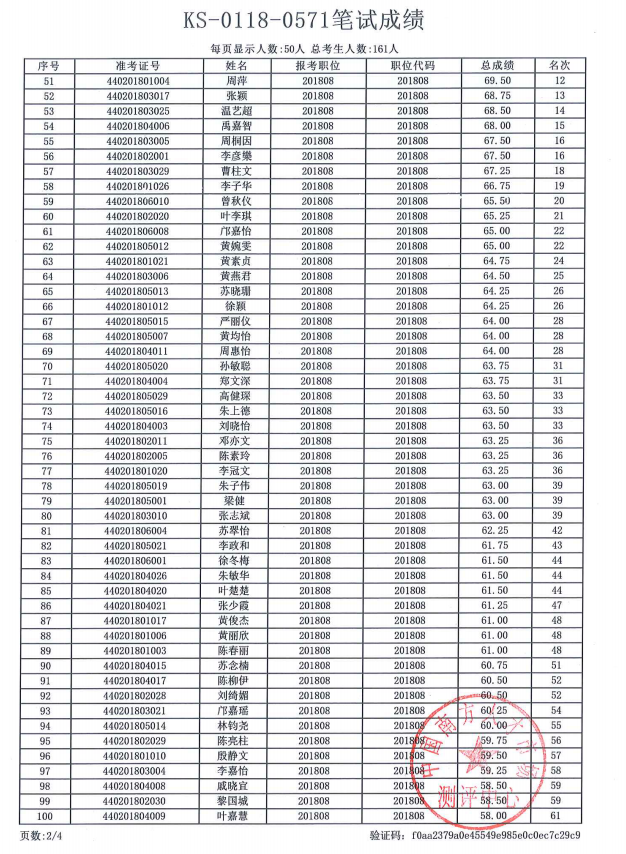 KS-0118-0571笔试成绩
每页显示人数:50人 总考生人数:161人
序号 准考证号 姓名 报考职位 职位代码 总成绩 名次
51 440201801004 周萍 201808 201808 69.50 12
52 440201803017 张颖 201808 201808 68.75 13
53 440201803025 温艺超 201808 201808 68.50 14
54 440201804006 禹嘉智 201808 201808 68.00 15
55 440201803005 周桐因 201808 201808 67.50 16
56 440201802001 李彦樂 201808 201808 67.50 16
57 440201803029 曹柱文 201808 201808 67.25 18
58 440201801026 李子华 201808 201808 66.75 19
59 440201806010 曾秋仪 201808 201808 65.50 20
60 440201802020 叶李琪 201808 201808 65.25 21
61 440201806008 邝嘉怡 201808 201808 65.00 22
62 440201805012 黄婉雯 201808 201808 65.00 22
63 440201801021 黄素贞 201808 201808 64.75 24
64 440201803006 黄燕君 201808 201808 64.50 25
65 440201805013 苏晓珊 201808 201808 64.25 26
66 440201801012 徐颖 201808 201808 64.25 26
67 440201805015 严丽仪 201808 201808 64.00 28
68 440201805007 黄均怡 201808 201808 64.00 28
69 440201804011 周惠怡 201808 201808 64.00 28
70 440201805020 孙敏聪 201808 201808 63.75 31
71 440201804004 郑文深 201808 201808 63.75 31
72 440201805029 高健琛 201808 201808 63.50 33
73 440201805016 朱上德 201808 201808 63.50 33
74 440201804003 刘晓怡 201808 201808 63.50 33
75 440201802011 邓亦文 201808 201808 63.25 36
76 440201802005 陈素玲 201808 201808 63.25 36
77 440201801020 李冠文 201808 201808 63.25 36
78 440201805019 朱子伟 201808 201808 63.00 39
79 440201805001 梁健 201808 201808 63.00 39
80 440201803010 张志斌 201808 201808 63.00 39
81 440201806004 苏翠怡 201808 201808 62.25 42
82 440201805021 李政和 201808 201808 61.75 43
83 440201806001 徐冬梅 201808 201808 61.50 44
84 440201804026 朱敏华 201808 201808 61.50 44
85 440201804020 叶楚楚 201808 201808 61.50 44
86 440201804021 张少霞 201808 201808 61.25 47
87 440201801017 黄俊杰 201808 201808 61.00 48
88 440201801006 黄丽欣 201808 201808 61.00 48
89 440201801003 陈春丽 201808 201808 61.00 48
90 440201804015 苏念楠 201808 201808 60.75 51
91 440201804017 陈柳伊 201808 201808 60.50 52
92 440201802028 刘绮媚 201808 201808 60.50 52
93 440201803021 邝嘉瑶 201808 201808 60.25 54
94 440201805014 林钧尧 201808 201808 60.00 55
95 440201802029 陈亮柱 201808 201808 59.75 56
96 440201801010 殷静文 201808 201808 59.50 57
97 440201803004 李嘉怡 201808 201808 59.25 58
98 440201804008 戚晓宜 201808 201808 58.50 59
99 440201802030 黎国城 201808 201808 58.50 59
100 440201804009 叶嘉慧 201808 201808 58.00 61
中国南方人才市场
测评中心
页数:2/4 验证码: f0aa2379a0e45549e985e0c0ec7c29c9